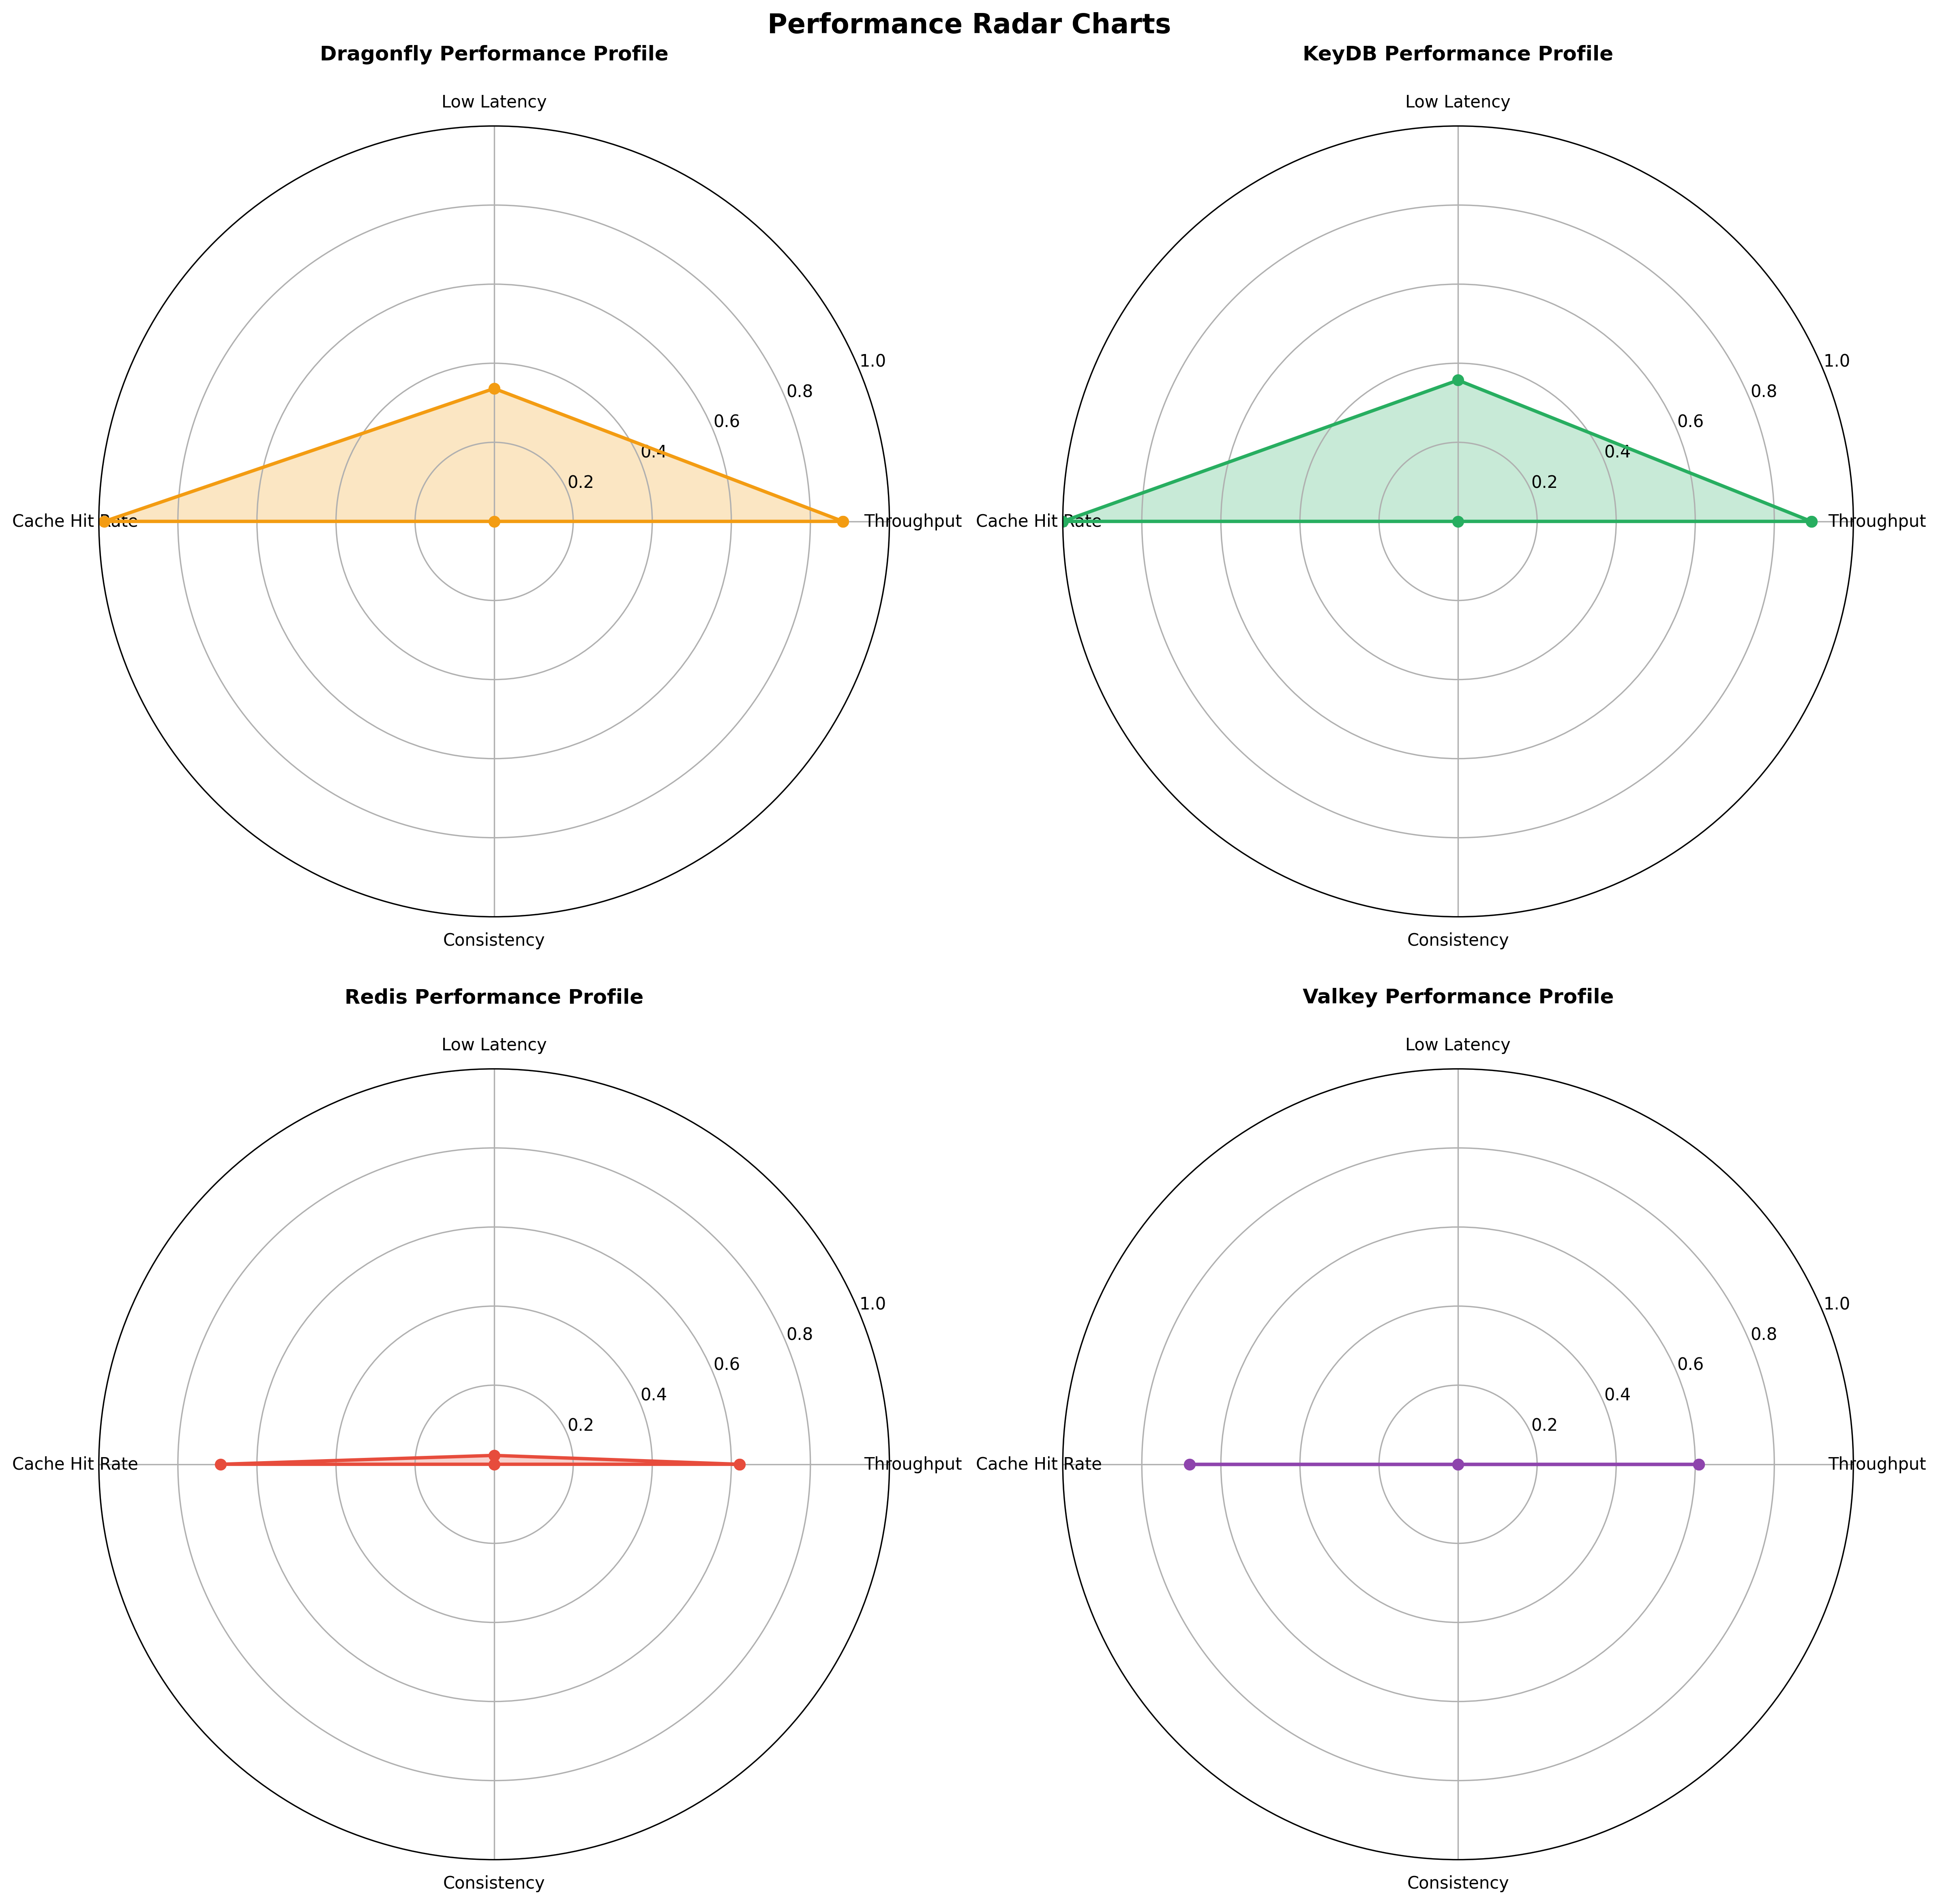 Performance Radar Charts
Dragonfly Performance Profile
Low Latency
1.0
0.8
0.6
0.4
0.2
Cache Hit Rate
Throughput
Consistency
KeyDB Performance Profile
Low Latency
1.0
0.8
0.6
0.4
0.2
Cache Hit Rate
Throughput
Consistency
Redis Performance Profile
Low Latency
1.0
0.8
0.6
0.4
0.2
Cache Hit Rate
Throughput
Consistency
Valkey Performance Profile
Low Latency
1.0
0.8
0.6
0.4
0.2
Cache Hit Rate
Throughput
Consistency